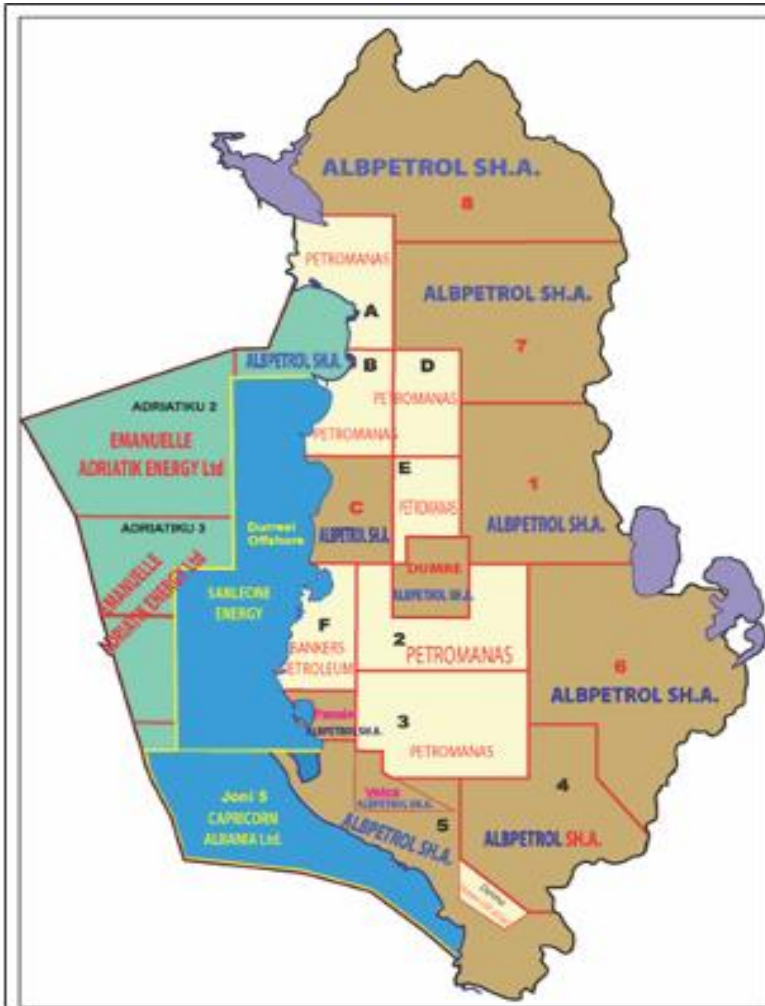 ALBPETROL SH.A.
8
PETROMANAS
ALBPETROL SH.A.
A
7
ALBPETROL SH.A.
B
D
PETROMANAS
ADRIATIKU 2
PETROMANAS
EMANUELLE
ADRIATIK ENERGY Ltd
E
C
1
PETROMANAS
ADRIATIKU 3
Durresi
Offshore
ALBPETROL SH.A.
ALBPETROL SH.A.
EMANUELLE
ADRIATIK ENERGY Ltd
DUMRE
SANLEONE
ENERGY
ALBPETROL SH.A.
F
2
BANKERS
PETROLEUM
PETROMANAS
6
ALBPETROL SH.A.
3
ALBPETROL SH.A.
PETROMANAS
4
Joni 5
CAPRICORN
ALBANIA Ltd.
ALBPETROL SH.A.
5
ALBPETROL SH.A.
ALBPETROL SH.A.